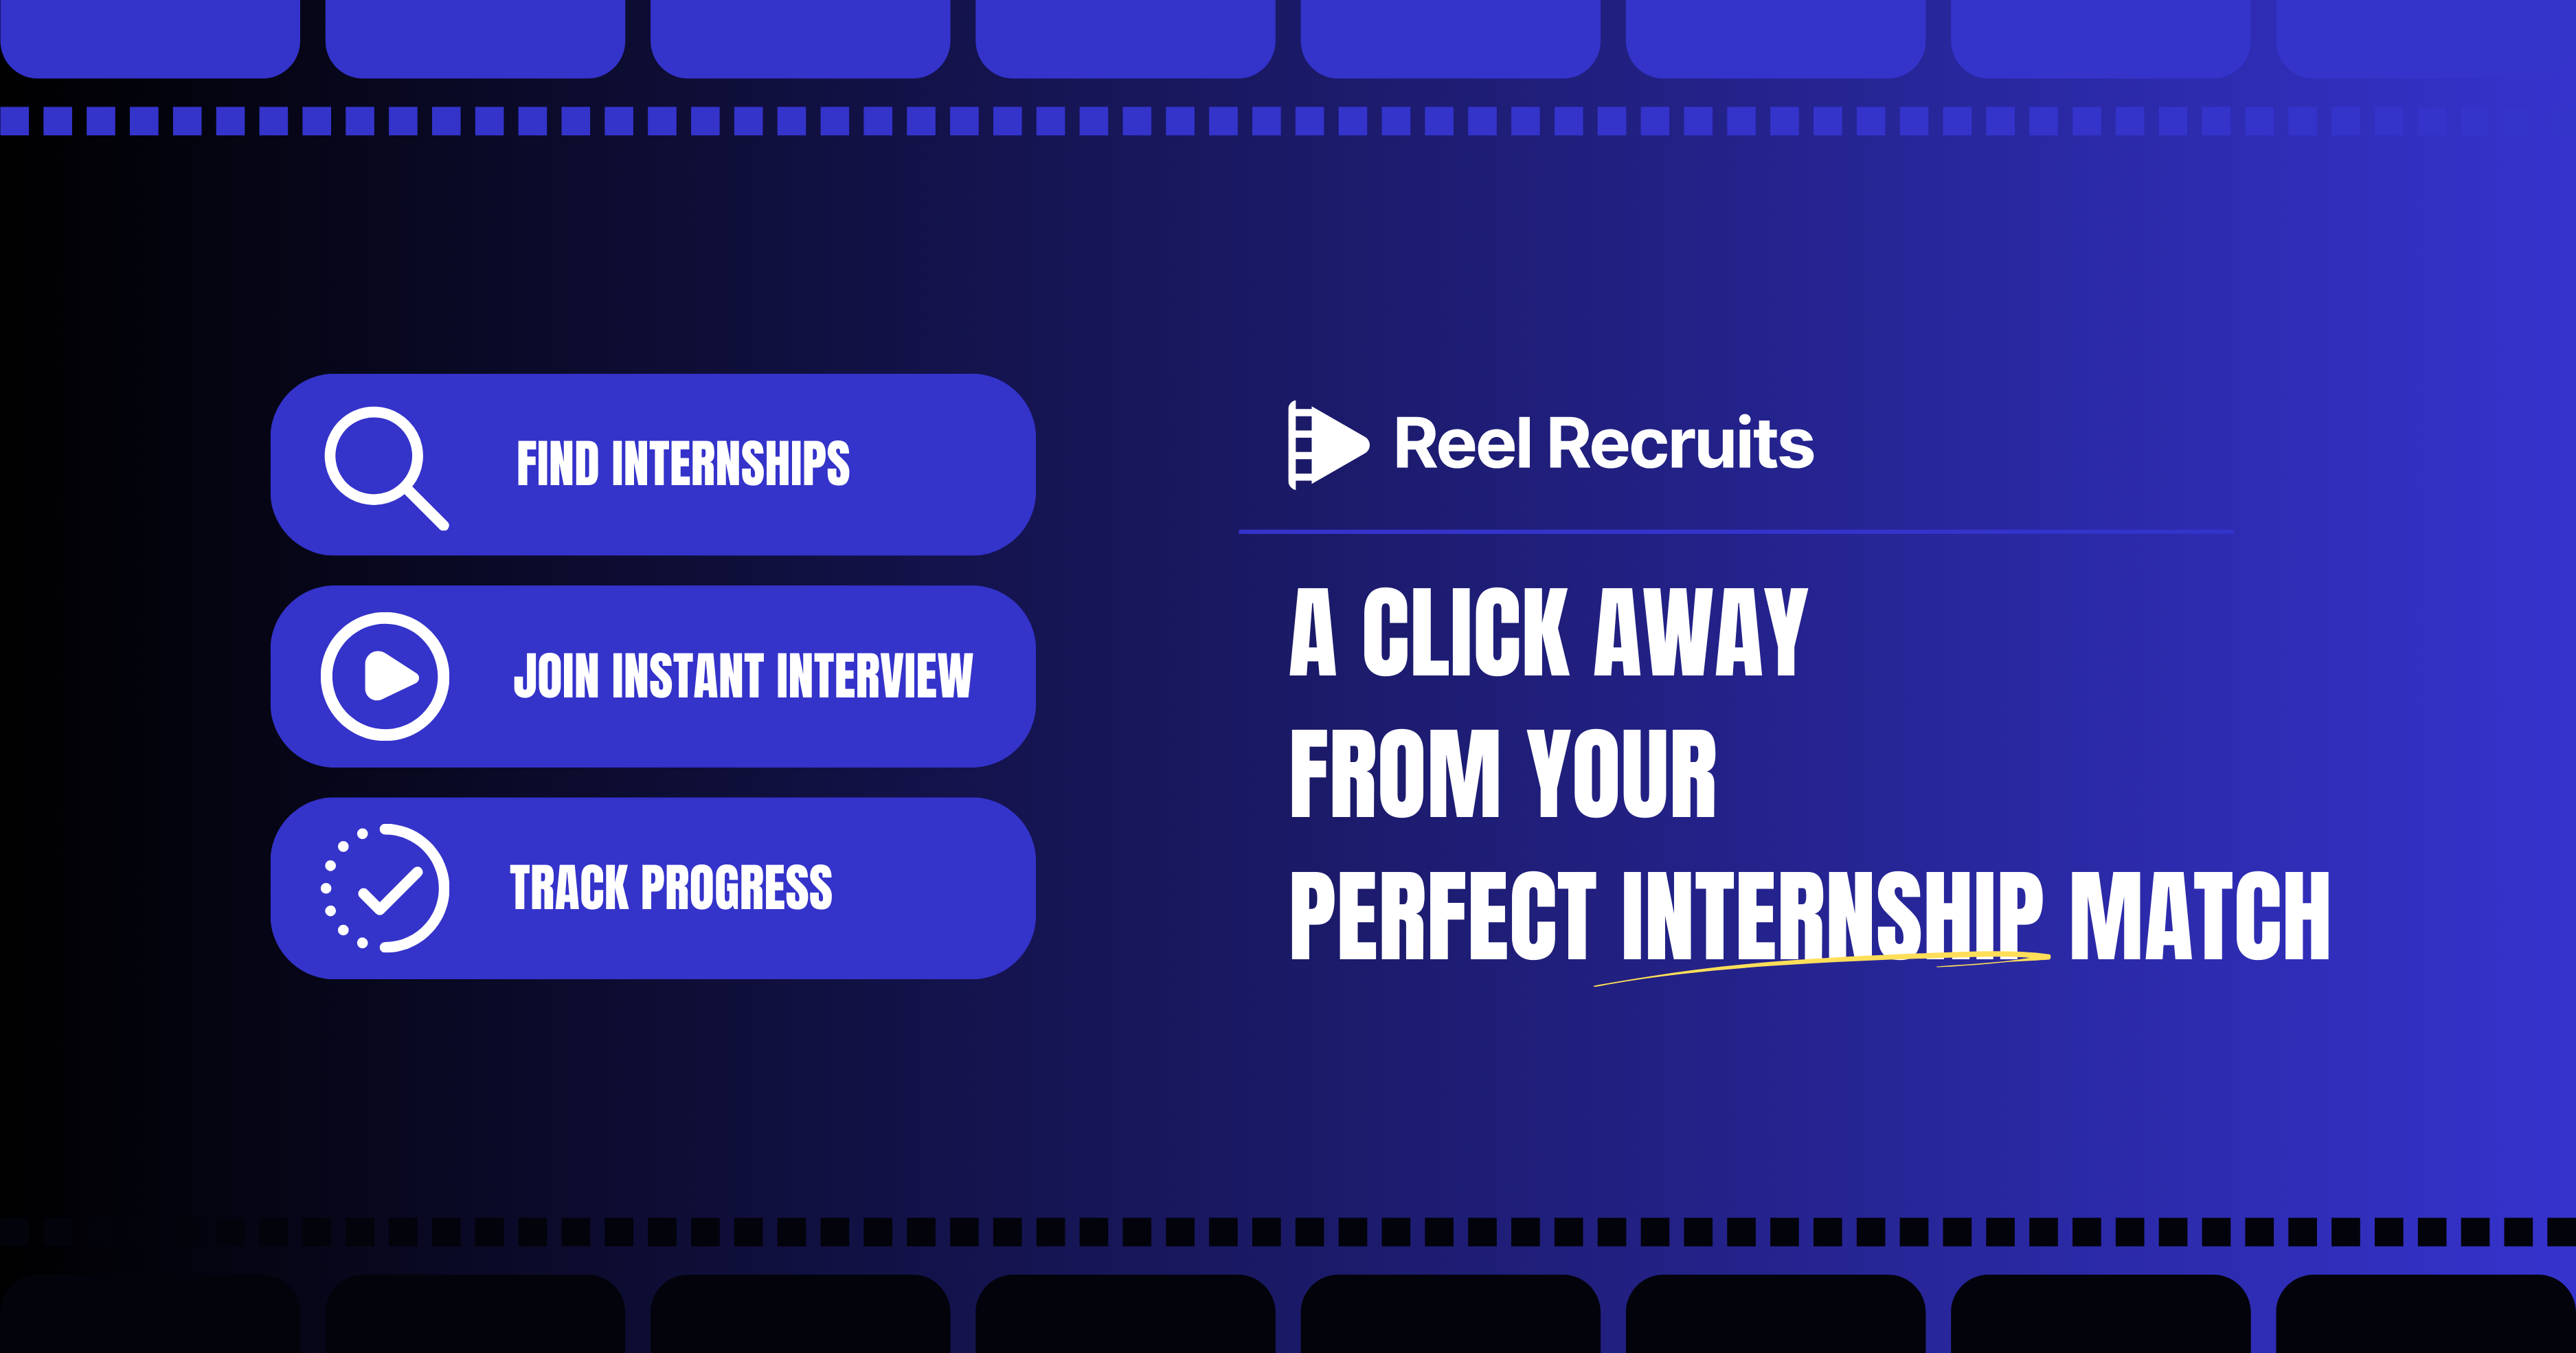 FIND INTERNSHIPS
JOIN INSTANT INTERVIEW
TRACK PROGRESS
Reel Recruits
A CLICK AWAY
FROM YOUR
PERFECT INTERNSHIP MATCH